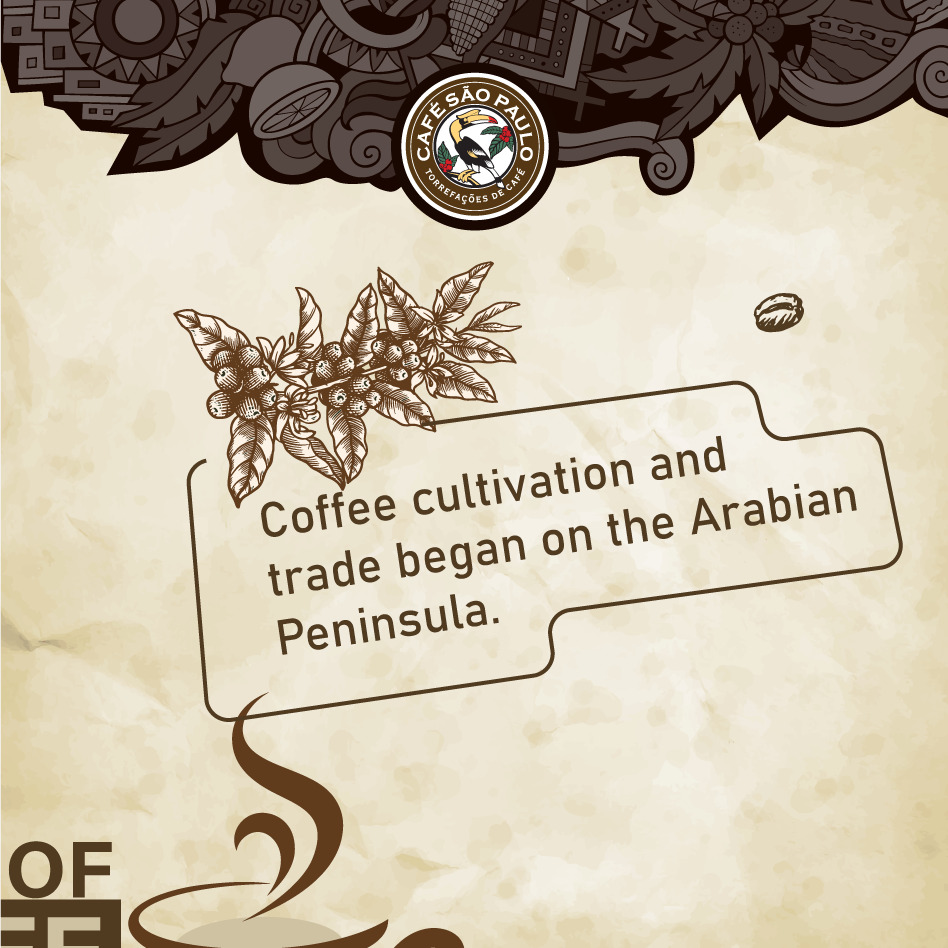 CAFÉ SÃO PAULO
TORREFAÇÕES DE CAFÉ
Coffee cultivation and
trade began on the Arabian
Peninsula.
OF